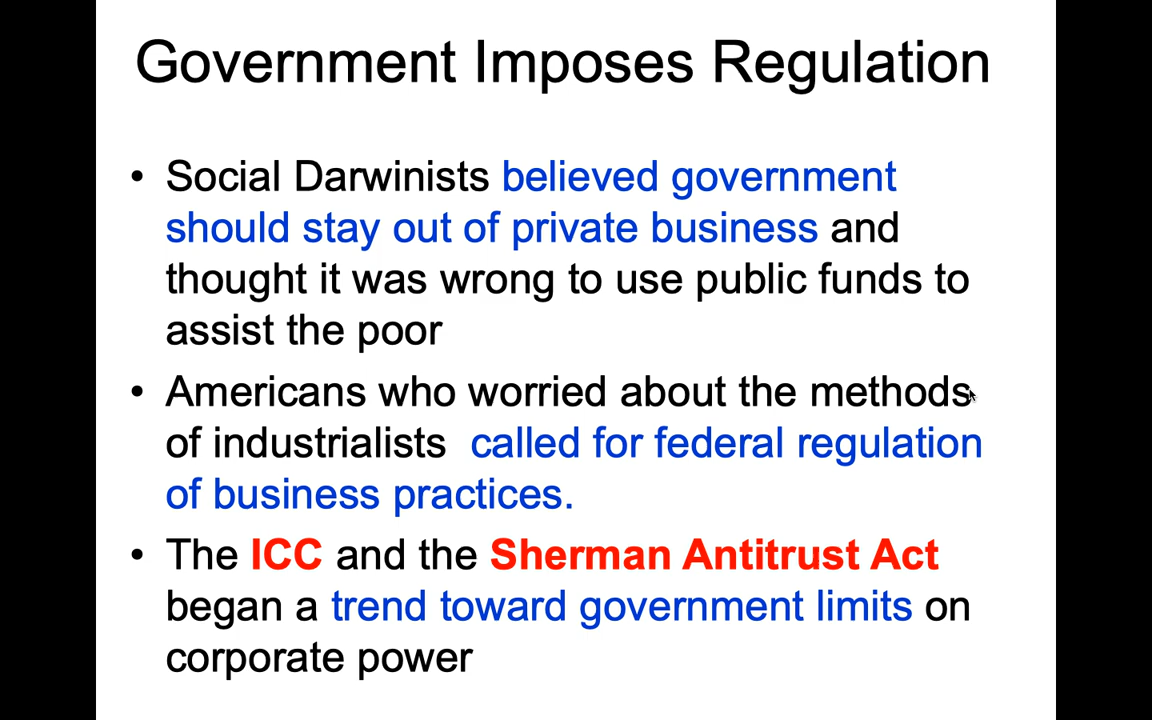 Government Imposes Regulation
• Social Darwinists believed government
should stay out of private business and
thought it was wrong to use public funds to
assist the poor
• Americans who worried about the methods
of industrialists  called for federal regulation
of business practices.
• The ICC and the Sherman Antitrust Act
began a trend toward government limits on
corporate power